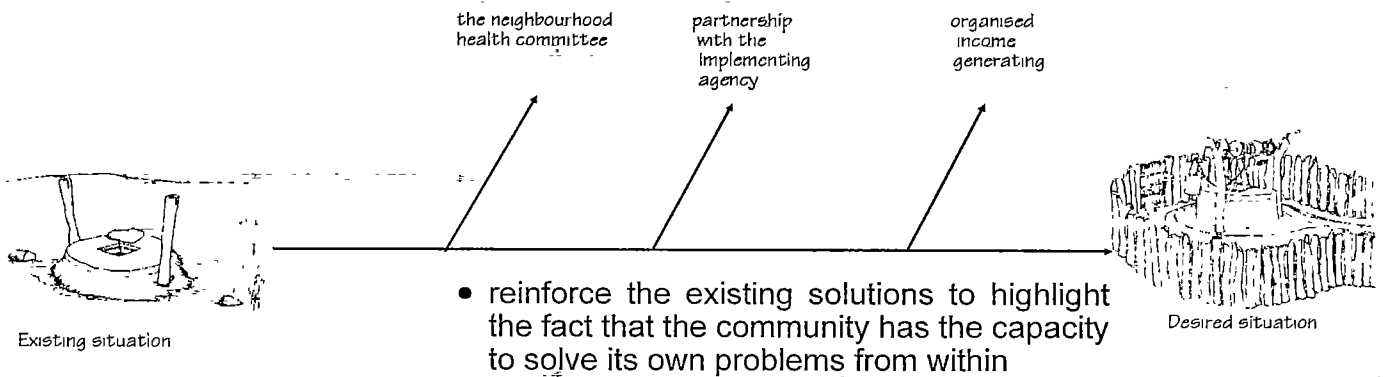 the neighbourhood
health committee
partnership
with the
implementing
agency
organised
income
generating
Existing situation
Desired situation
• reinforce the existing solutions to highlight
the fact that the community has the capacity
to solve its own problems from within